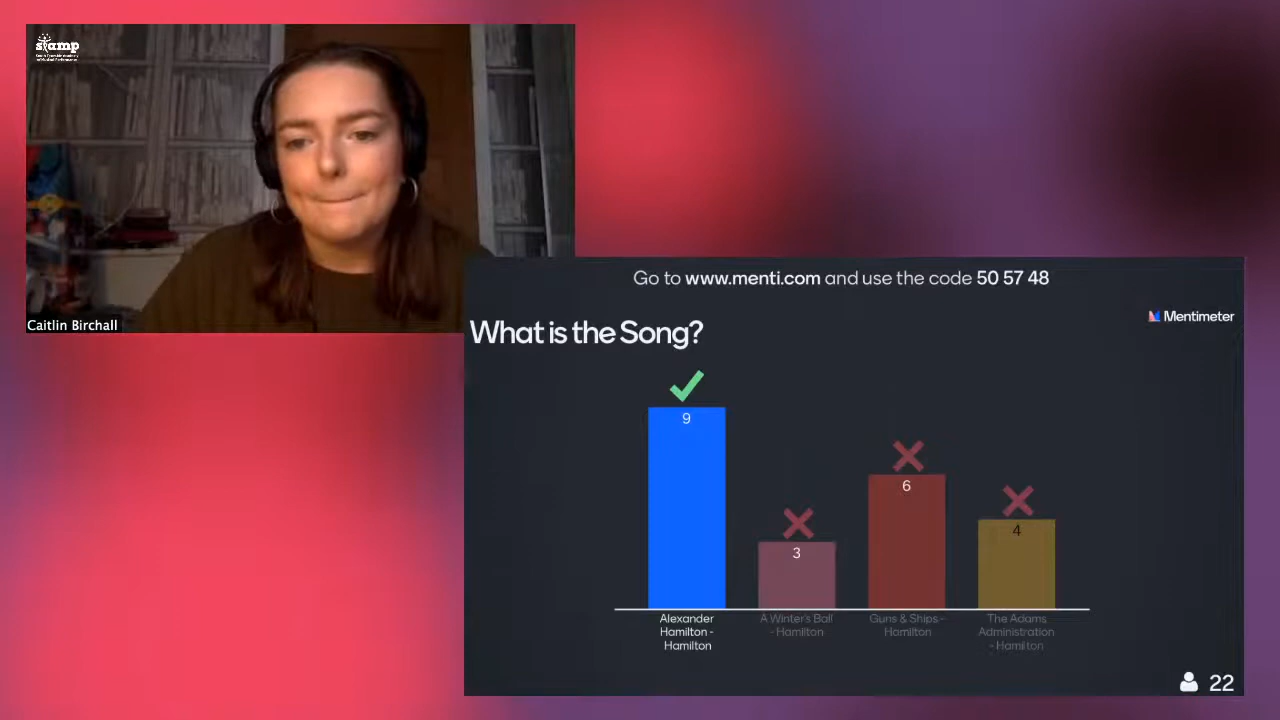 stamp
Caitlin Birchall
Go to www.menti.com and use the code 50 57 48
Mentimeter
What is the Song?
9
3
6
4
Alexander
Hamilton -
Hamilton
A Winter's Ball
- Hamilton
Guns & Ships -
Hamilton
The Adams
Administration
- Hamilton
22